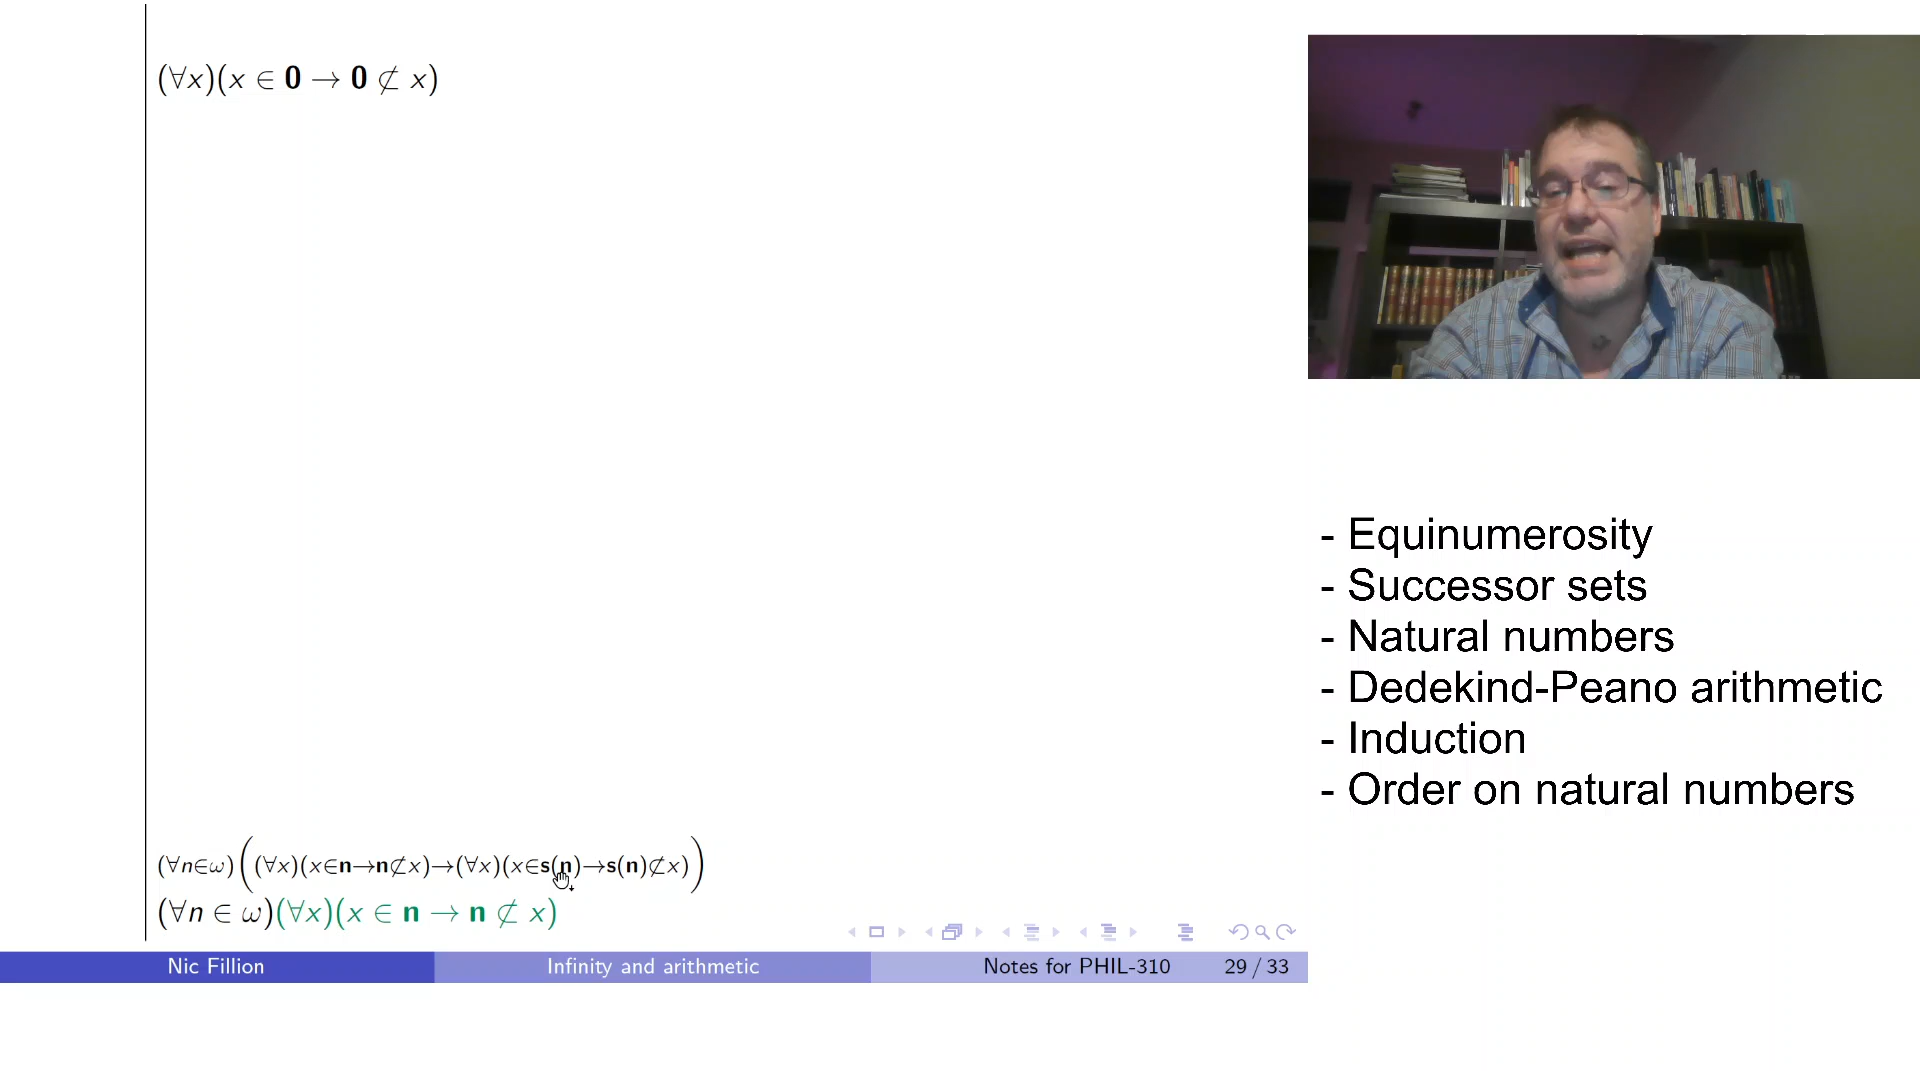 (∀x)(x ∈ 𝟎 → 𝟎 ⊄ x)
(∀n∈ω)((∀x)(x∈𝐧→𝐧⊄x)→(∀x)(x∈𝐬(𝐧)→𝐬(𝐧)⊄x))
(∀n ∈ ω)(∀x)(x ∈ 𝐧 → 𝐧 ⊄ x)
Nic Fillion Infinity and arithmetic Notes for PHIL-310 29 / 33
- Equinumerosity
- Successor sets
- Natural numbers
- Dedekind-Peano arithmetic
- Induction
- Order on natural numbers